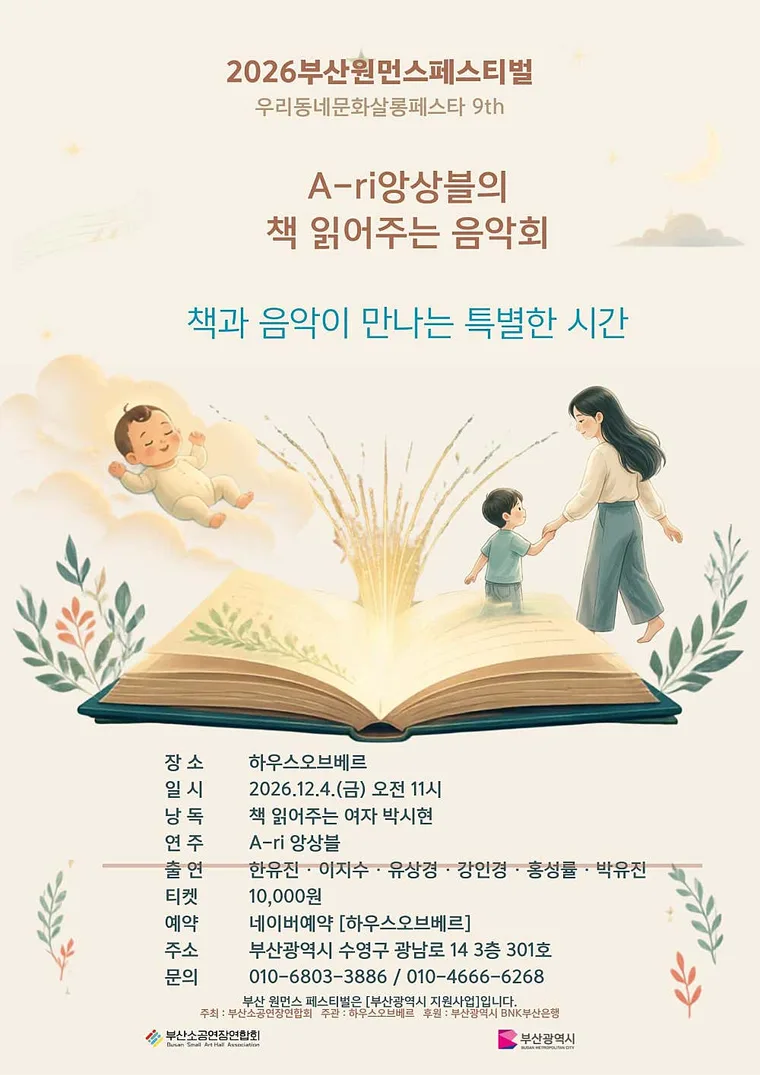 2026부산원먼스페스티벌
우리동네문화살롱페스타 9th
A-ri앙상블의
책 읽어주는 음악회
책과 음악이 만나는 특별한 시간
장 소 하우스오브베르
일 시 2026.12.4.(금) 오전 11시
낭 독 책 읽어주는 여자 박시현
연 주 A-ri 앙상블
출 연 한유진 · 이지수 · 유상경 · 강인경 · 홍성률 · 박유진
티켓 10,000원
예약 네이버예약 [하우스오브베르]
주소 부산광역시 수영구 광남로 14 3층 301호
문의 010-6803-3886 / 010-4666-6268
부산 원먼스 페스티벌은 [부산광역시 지원사업]입니다.
주최 : 부산소공연장연합회 주관 : 하우스오브베르 후원 : 부산광역시 BNK부산은행
부산소공연장연합회 부산광역시
Busan Small Art Hall Association BUSAN METROPOLITAN CITY